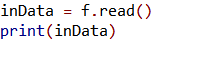 inData = f.read()
print(inData)